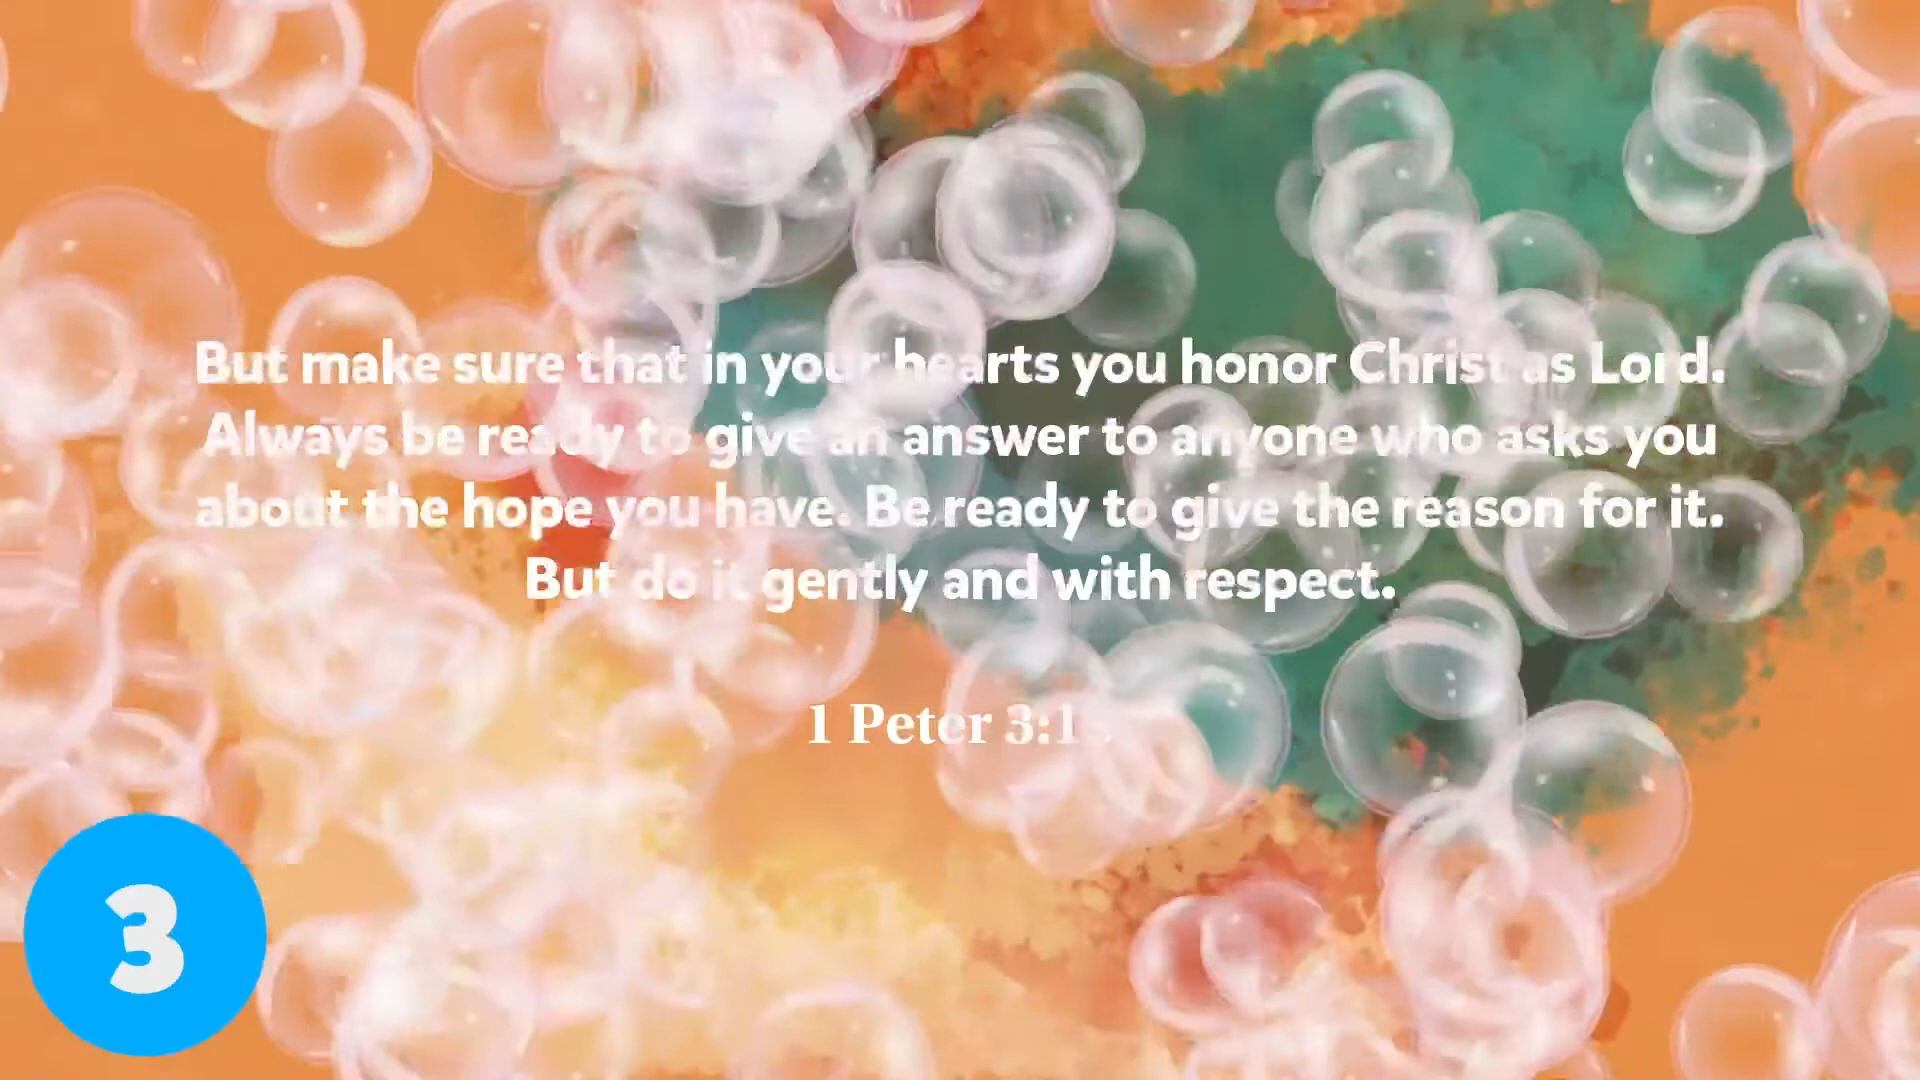 But make sure that in your hearts you honor Christ as Lord.
Always be ready to give an answer to anyone who asks you
about the hope you have. Be ready to give the reason for it.
But do it gently and with respect.
1 Peter 3:1
3